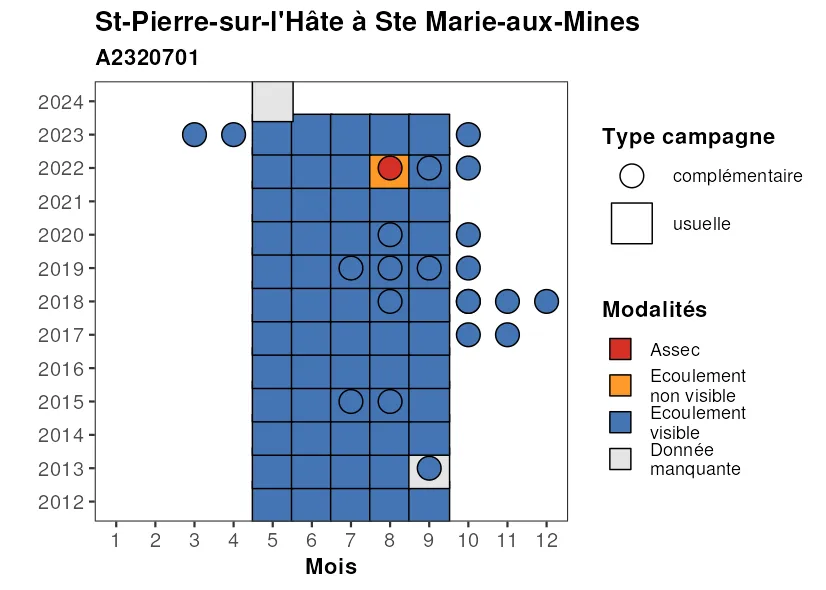 St-Pierre-sur-l'Hâte à Ste Marie-aux-Mines
A2320701
2024
2023
2022
2021
2020
2019
2018
2017
2016
2015
2014
2013
2012
1 2 3 4 5 6 7 8 9 10 11 12
Mois
Type campagne
complémentaire
usuelle
Modalités
Assec
Ecoulement
non visible
Ecoulement
visible
Donnée
manquante